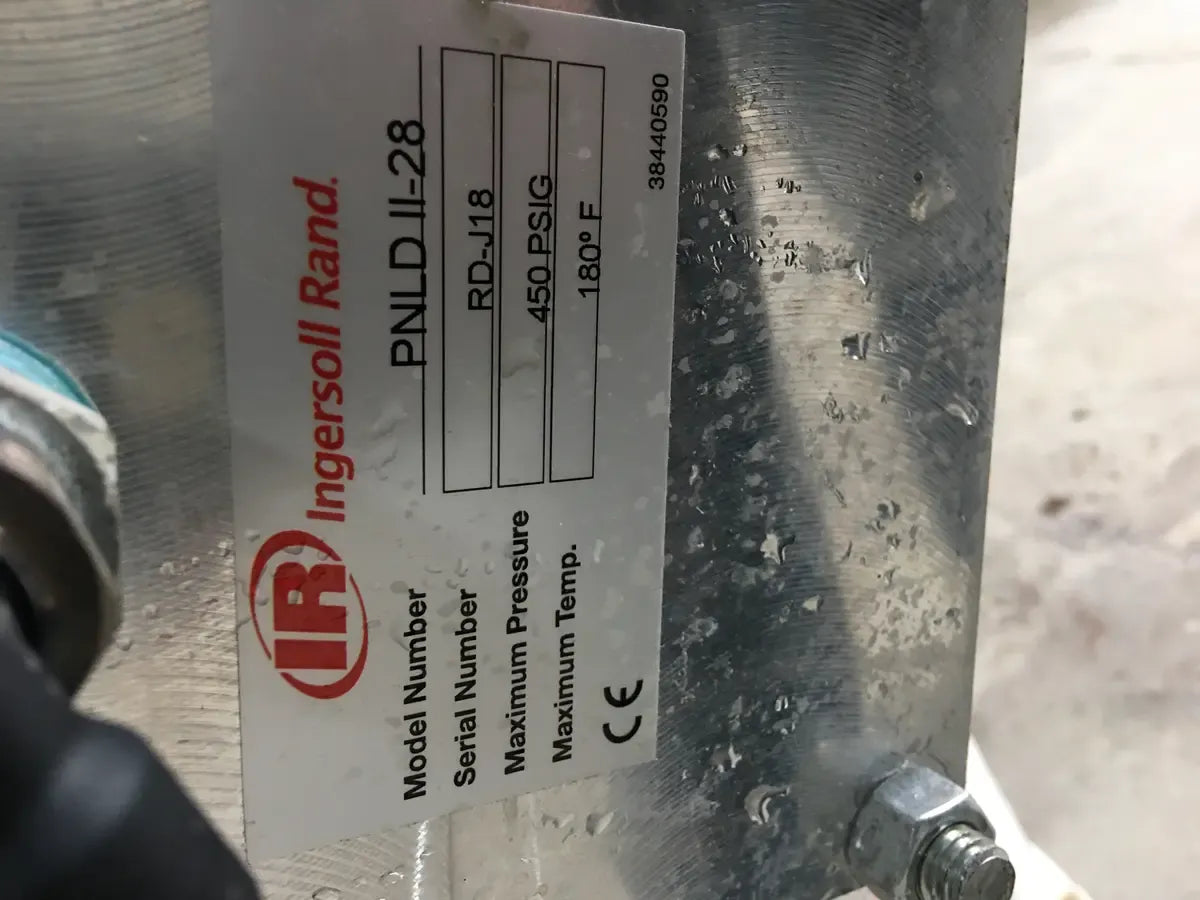 IR Ingersoll Rand.
Model Number PNLD II-28
Serial Number RD-J18
Maximum Pressure 450 PSIG
Maximum Temp. 180º F
CE 38440590